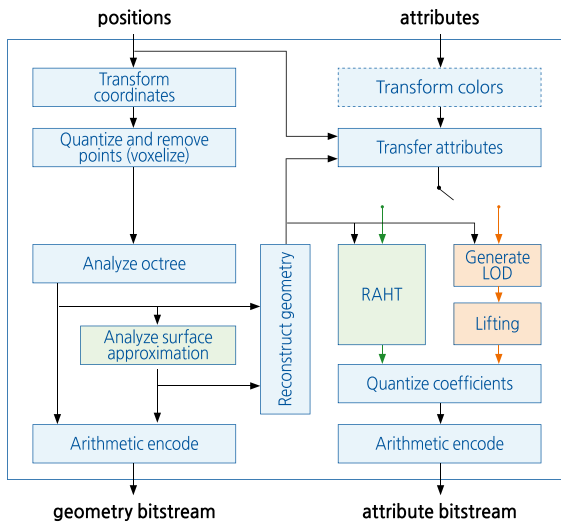 positions
attributes
Transform
coordinates
Transform colors
Quantize and remove
points (voxelize)
Transfer attributes
Analyze octree
Reconstruct geometry
RAHT
Generate
LOD
Analyze surface
approximation
Lifting
Quantize coefficients
Arithmetic encode
Arithmetic encode
geometry bitstream
attribute bitstream